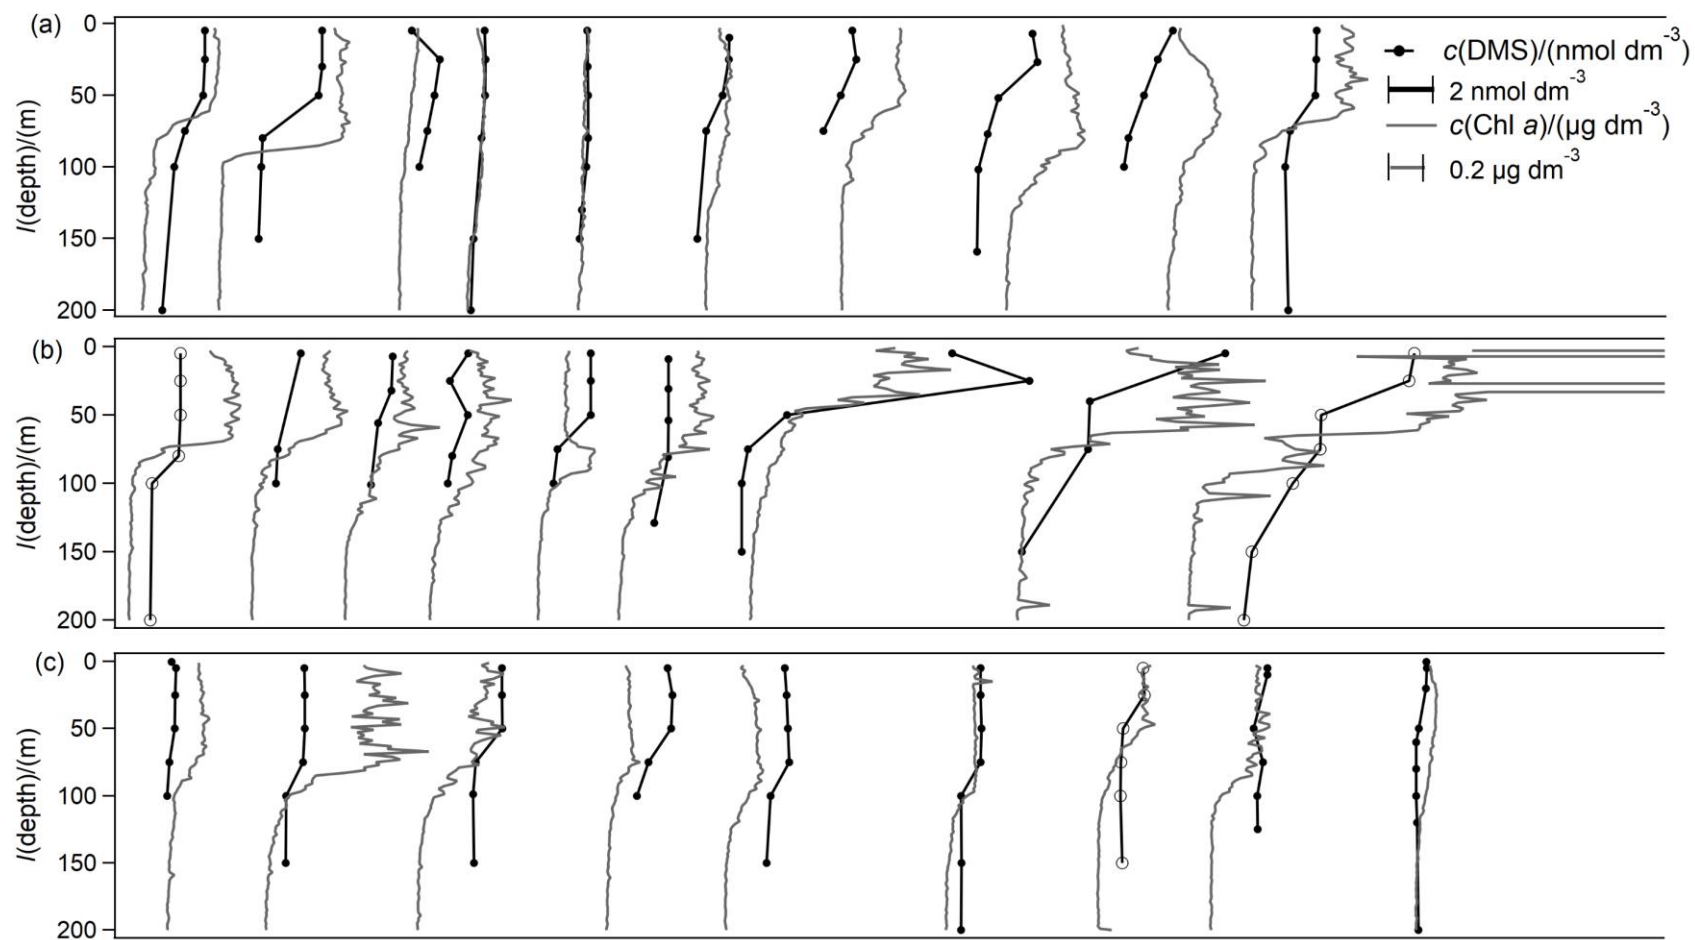 (a)
0
50
100
150
200
l(depth)/(m)
c(DMS)/(nmol dm⁻³)
2 nmol dm⁻³
c(Chl a)/(µg dm⁻³)
0.2 µg dm⁻³
(b)
0
50
100
150
200
l(depth)/(m)
(c)
0
50
100
150
200
l(depth)/(m)